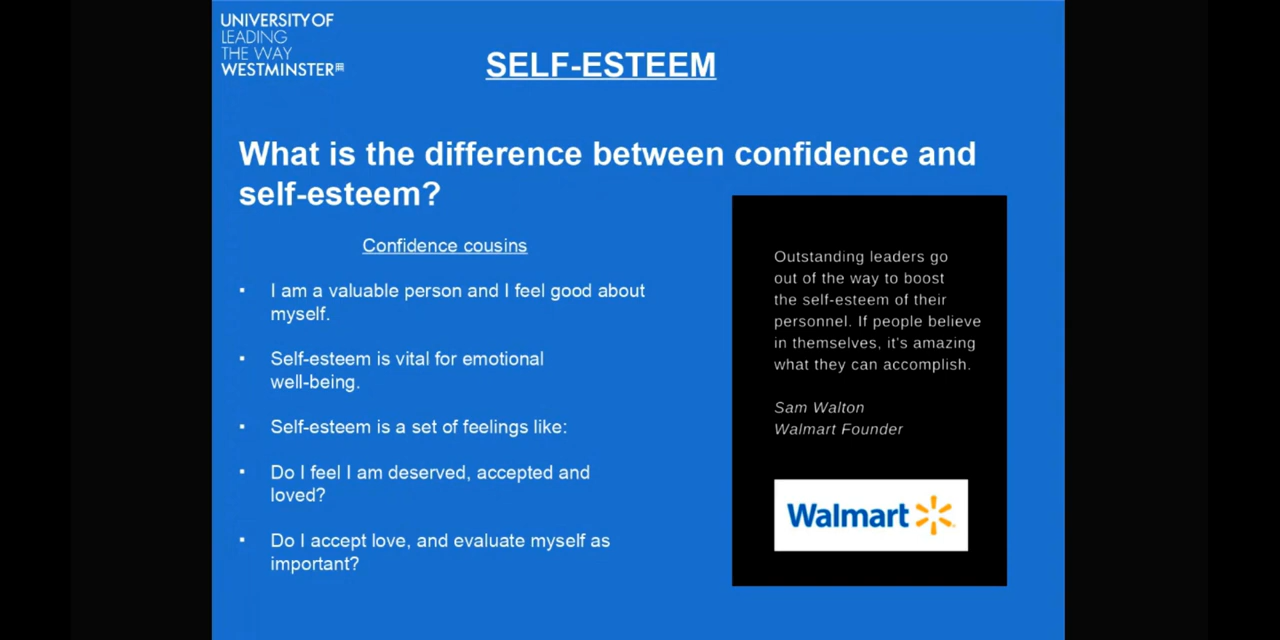 UNIVERSITY OF
LEADING
THE WAY
WESTMINSTER
SELF-ESTEEM
What is the difference between confidence and
self-esteem?
Confidence cousins
▪ I am a valuable person and I feel good about
myself.
▪ Self-esteem is vital for emotional
well-being.
▪ Self-esteem is a set of feelings like:
▪ Do I feel I am deserved, accepted and
loved?
▪ Do I accept love, and evaluate myself as
important?
Outstanding leaders go
out of the way to boost
the self-esteem of their
personnel. If people believe
in themselves, it's amazing
what they can accomplish.
Sam Walton
Walmart Founder
Walmart